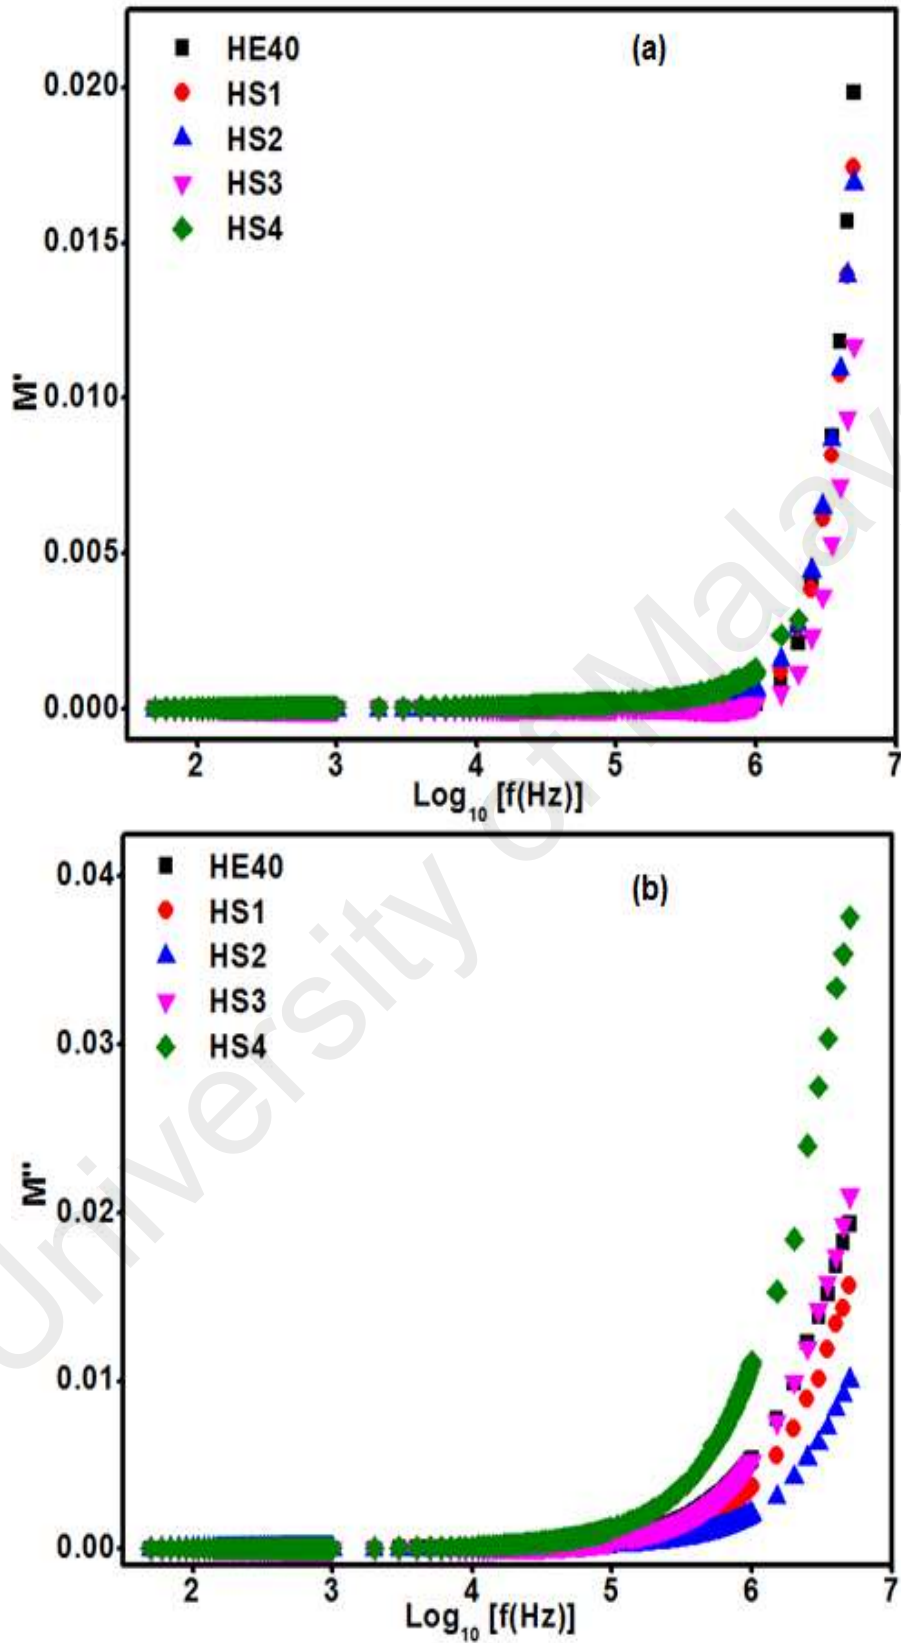 (a)
HE40
HS1
HS2
HS3
HS4
0.020
0.015
0.010
0.005
0.000
M'
2 3 4 5 6 7
Log10 [f(Hz)]
(b)
HE40
HS1
HS2
HS3
HS4
0.04
0.03
0.02
0.01
0.00
M''
2 3 4 5 6 7
Log10 [f(Hz)]
University of Malay